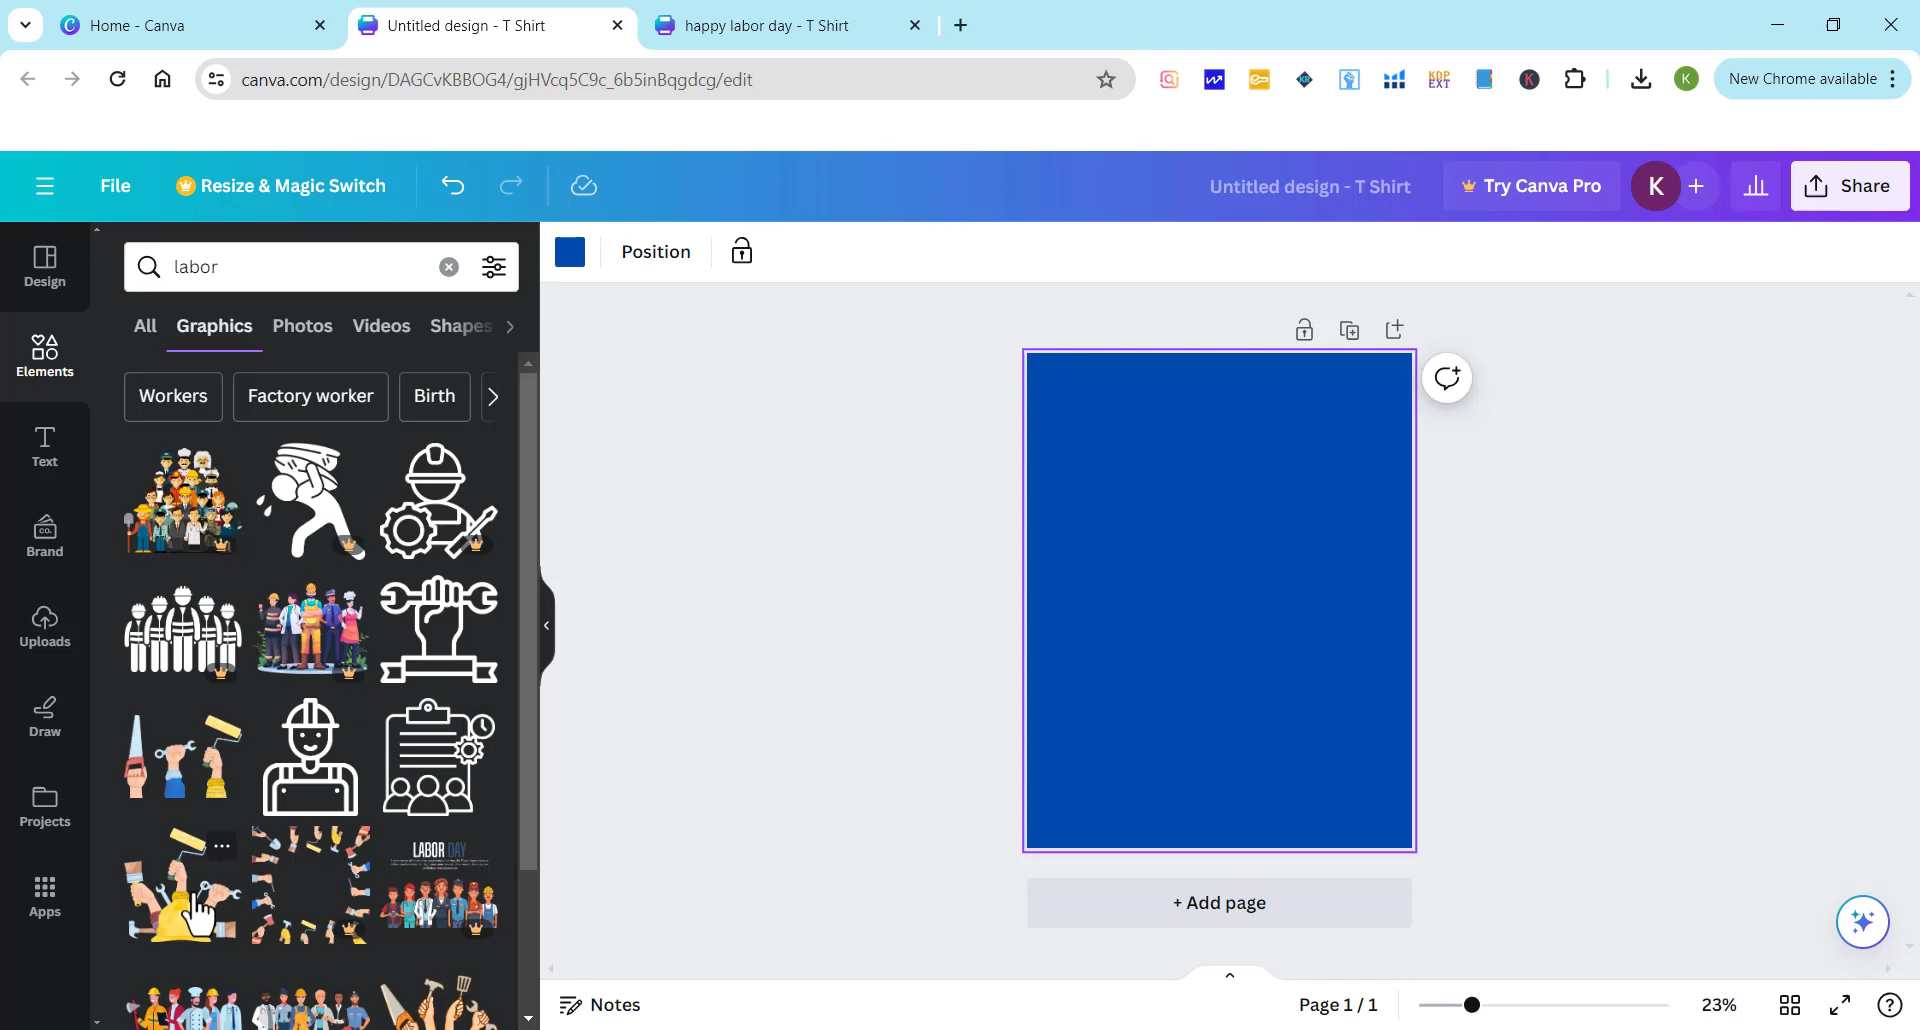 Home - Canva
Untitled design - T Shirt
happy labor day - T Shirt
canva.com/design/DAGCvKBBOG4/gjHVcq5C9c_6b5inBqgdcg/edit
KDP
EXT
K
K
New Chrome available
File
Resize & Magic Switch
Untitled design - T Shirt
Try Canva Pro
K
Share
Design
Elements
Text
CO.
Brand
Uploads
Draw
Projects
Apps
labor
All
Graphics
Photos
Videos
Shapes
Workers
Factory worker
Birth
LABOR DAY
Position
+ Add page
Notes
Page 1 / 1
23%